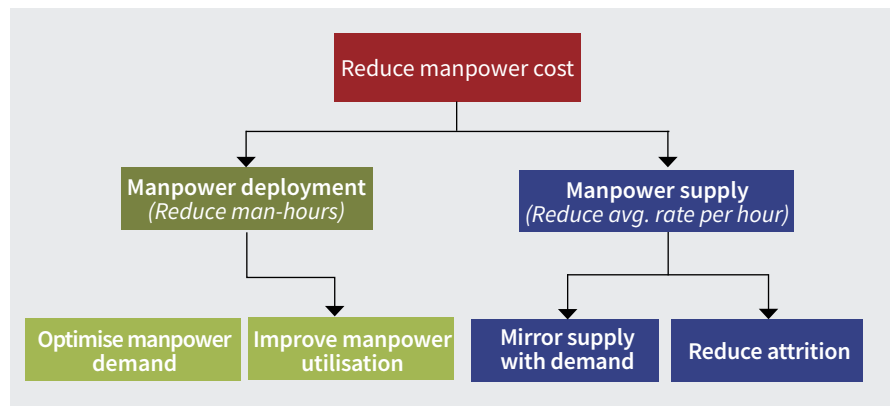 Reduce manpower cost
Manpower deployment
(Reduce man-hours)
Manpower supply
(Reduce avg. rate per hour)
Optimise manpower
demand
Improve manpower
utilisation
Mirror supply
with demand
Reduce attrition